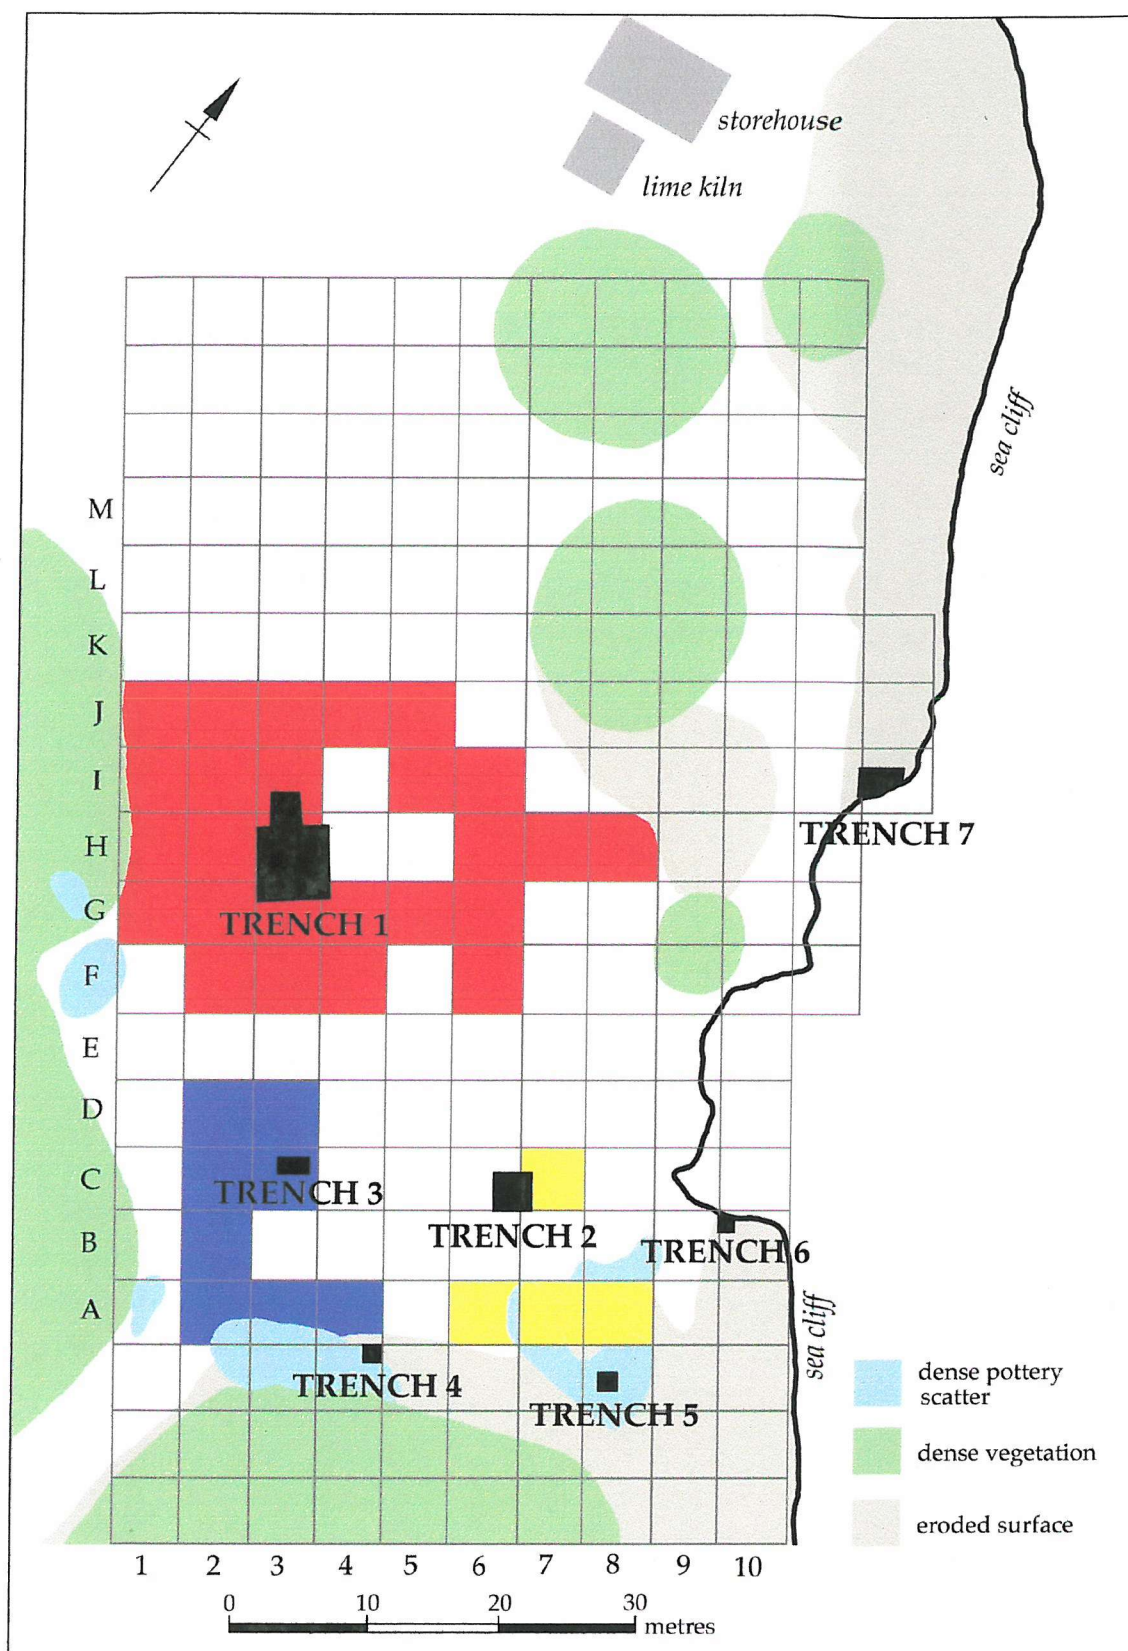 storehouse
lime kiln
sea cliff
M
L
K
J
I
H
TRENCH 7
G
TRENCH 1
F
E
D
C
TRENCH 3
TRENCH 2
B
TRENCH 6
A
sea cliff
TRENCH 4
TRENCH 5
dense pottery
scatter
dense vegetation
eroded surface
1 2 3 4 5 6 7 8 9 10
0 10 20 30
metres